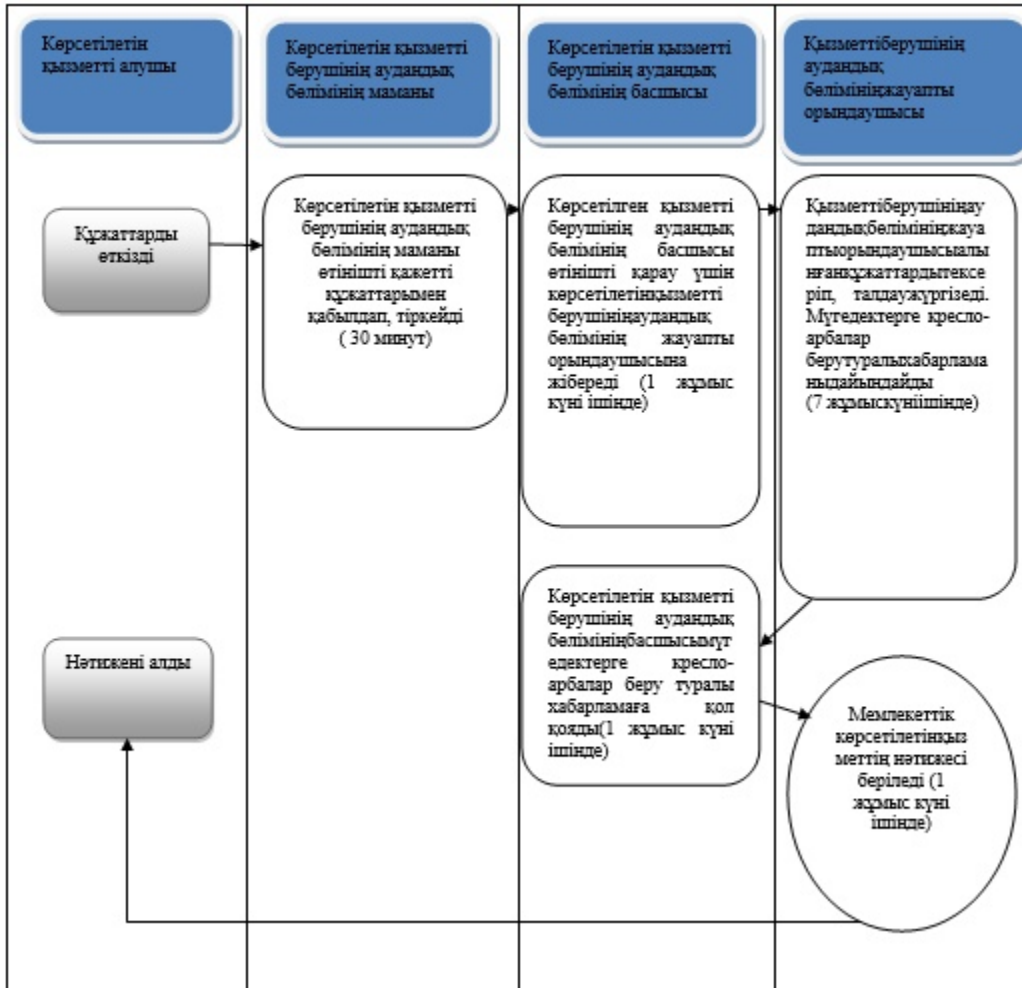 Көрсетілетін
қызметті алушы
Көрсетілетін қызметті
берушінің аудандық
бөлімінің маманы
Көрсетілетін қызметті
берушінің аудандық
бөлімінің басшысы
Қызметтіберушінің
аудандық
бөлімініңжауапты
орындаушысы
Құжаттарды
өткізді
Көрсетілетін қызметті
берушінің аудандық
бөлімінің маманы
өтінішті қажетті
құжаттарымен
қабылдап, тіркейді
( 30 минут)
Көрсетілген қызметті
берушінің аудандық
бөлімінің басшысы
өтінішті қарау үшін
көрсетілетінқызметті
берушініңаудандық
бөлімінің жауапты
орындаушысына
жібереді (1 жұмыс
күні ішінде)
Қызметтіберушініңау
дандықбөлімініңжауа
птыорындаушысыалы
нғанқұжаттардытексе
ріп, талдаужүргізеді.
Мүгедектерге кресло-
арбалар
берутуралыхабарлама
ныдайындайды
(7 жұмыскүніішінде)
Көрсетілетін қызметті
берушінің аудандық
бөлімініңбасшысымүг
едектерге кресло-
арбалар беру туралы
хабарламаға қол
қояды(1 жұмыс күні
ішінде)
Нәтижені алды
Мемлекеттік
көрсетілетінқыз
меттің нәтижесі
беріледі (1
жұмыс күні
ішінде)